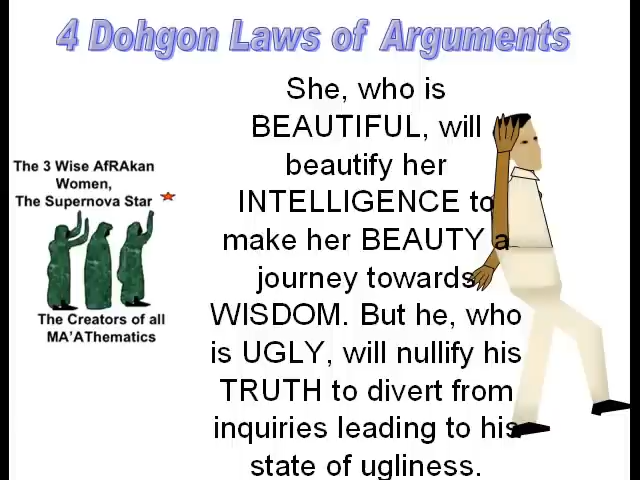 4 Dohgon Laws of Arguments
She, who is
BEAUTIFUL, will
beautify her
INTELLIGENCE to
make her BEAUTY a
journey towards
WISDOM. But he, who
is UGLY, will nullify his
TRUTH to divert from
inquiries leading to his
state of ugliness.
The 3 Wise AfRAkan
Women,
The Supernova Star
The Creators of all
MA'AThematics